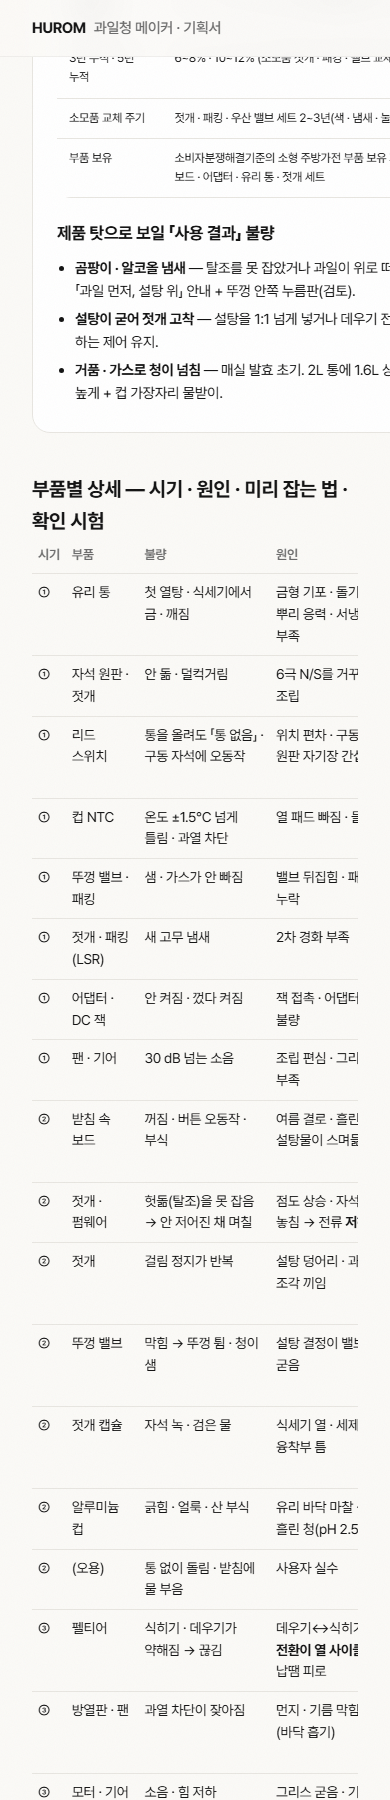 HUROM 과일청 메이커 · 기획서
누적
소모품 교체 주기 젓개 · 패킹 · 우산 밸브 세트 2~3년(색 · 냄새 ·
부품 보유 소비자분쟁해결기준의 소형 주방가전 부품 보유
보드 · 어댑터 · 유리 통 · 젓개 세트
제품 탓으로 보일 「사용 결과」 불량
• 곰팡이 · 알코올 냄새 — 탈조를 못 잡았거나 과일이 위로
「과일 먼저, 설탕 위」 안내 + 뚜껑 안쪽 누름판(검토).
• 설탕이 굳어 젓개 고착 — 설탕을 1:1 넘게 넣거나 데우기
하는 제어 유지.
• 거품 · 가스로 청이 넘침 — 매실 발효 초기. 2L 통에 1.6L
높게 + 컵 가장자리 물받이.
부품별 상세 — 시기 · 원인 · 미리 잡는 법 ·
확인 시험
시기 부품 불량 원인
① 유리 통 첫 열탕 · 식세기에서 금형 기포 · 돌기
금 · 깨짐 뿌리 응력 · 서냉
부족
① 자석 원판 · 안 돎 · 덜컥거림 6극 N/S를 거꾸
젓개 조립
① 리드 통을 올려도 「통 없음」 · 위치 편차 · 구동
스위치 구동 자석에 오동작 원판 자기장 간섭
① 컵 NTC 온도 ±1.5°C 넘게 열 패드 빠짐 ·
틀림 · 과열 차단
① 뚜껑 밸브 · 샘 · 가스가 안 빠짐 밸브 뒤집힘 ·
패킹 누락
① 젓개 · 패킹 새 고무 냄새 2차 경화 부족
(LSR)
① 어댑터 · 안 켜짐 · 껐다 켜짐 잭 접촉 · 어댑터
DC 잭 불량
① 팬 · 기어 30 dB 넘는 소음 조립 편심 · 그리
부족
② 받침 속 꺼짐 · 버튼 오동작 · 여름 결로 · 흘린
보드 부식 설탕물이 스며듦
② 젓개 · 헛돎(탈조)을 못 잡음 점도 상승 · 자석
펌웨어 → 안 저어진 채 며칠 놓침 → 전류
② 젓개 걸림 정지가 반복 설탕 덩어리 ·
조각 끼임
② 뚜껑 밸브 막힘 → 뚜껑 튐 · 청이 설탕 결정이 밸브
샘 굳음
② 젓개 캡슐 자석 녹 · 검은 물 식세기 열 · 세제
융착부 틈
② 알루미늄 긁힘 · 얼룩 · 산 부식 유리 바닥 마찰 ·
컵 흘린 청(pH 2.5
② (오용) 통 없이 돌림 · 받침에 사용자 실수
물 부음
③ 펠티어 식히기 · 데우기가 데우기↔식히기
약해짐 → 끊김 전환이 열 사이클
납땜 피로
③ 방열판 · 팬 과열 차단이 잦아짐 먼지 · 기름 막힘
(바닥 흡기)
③ 모터 · 기어 소음 · 힘 저하 그리스 굳음 ·